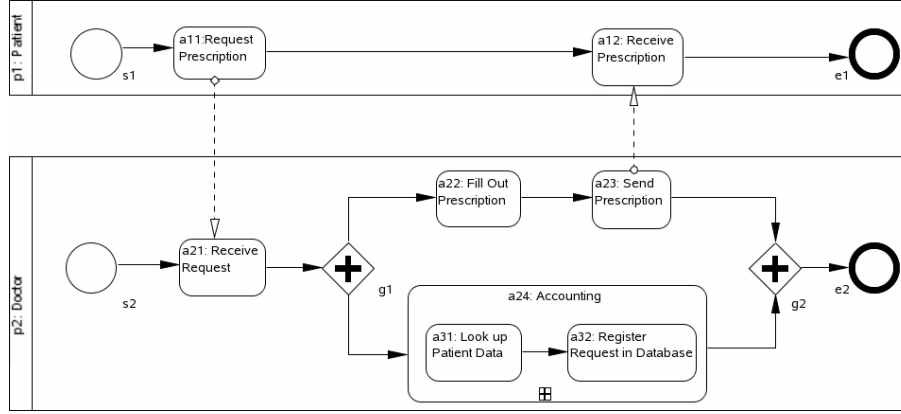 p1: Patient
s1
a11:Request
Prescription
a12: Receive
Prescription
e1
p2: Doctor
s2
a21: Receive
Request
g1
a22: Fill Out
Prescription
a23: Send
Prescription
a24: Accounting
a31: Look up
Patient Data
a32: Register
Request in Database
g2
e2